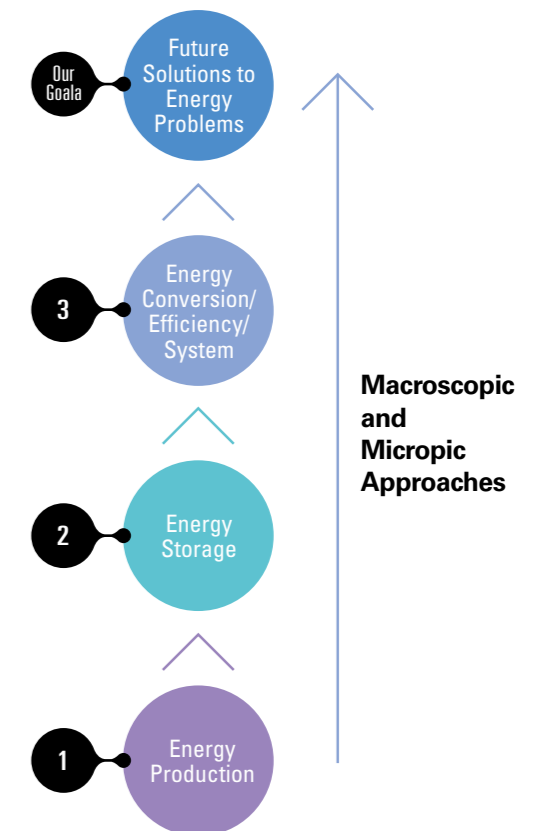 Our
Goala
Future
Solutions to
Energy
Problems
3
Energy
Conversion/
Efficiency/
System
Macroscopic
and
Micropic
Approaches
2
Energy
Storage
1
Energy
Production